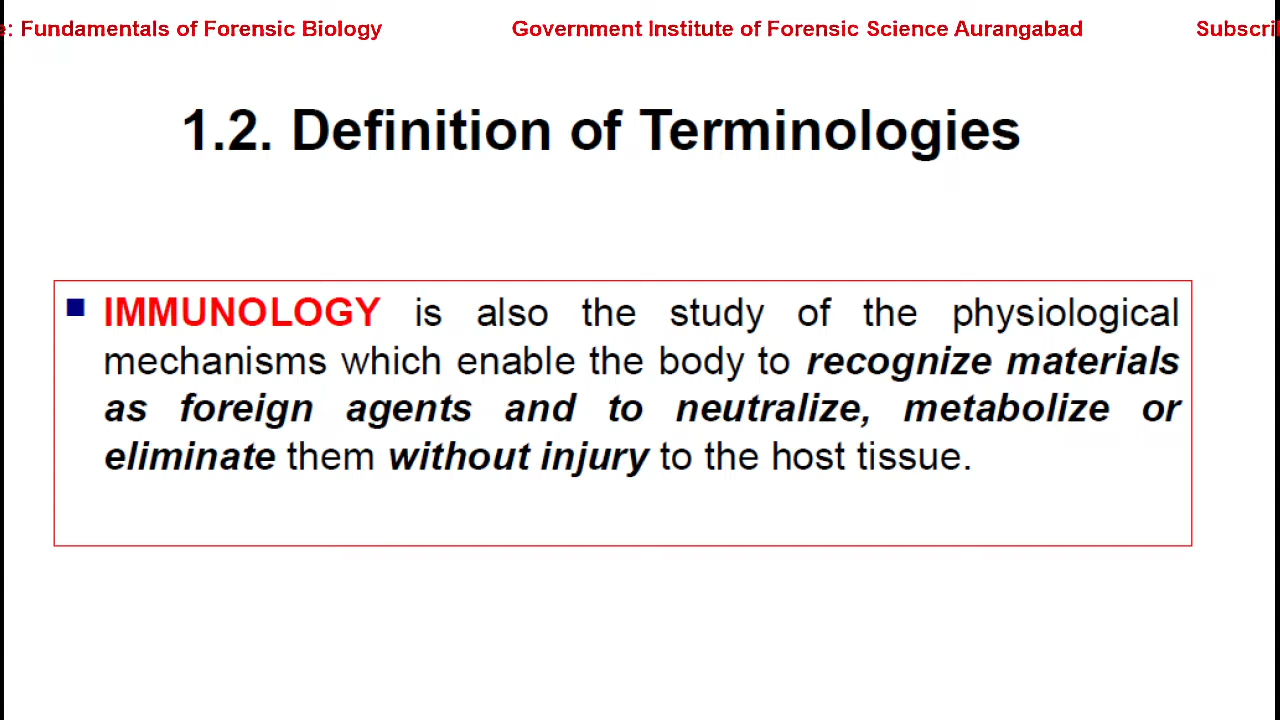 : Fundamentals of Forensic Biology Government Institute of Forensic Science Aurangabad
1.2. Definition of Terminologies
■ IMMUNOLOGY is also the study of the physiological
mechanisms which enable the body to recognize materials
as foreign agents and to neutralize, metabolize or
eliminate them without injury to the host tissue.